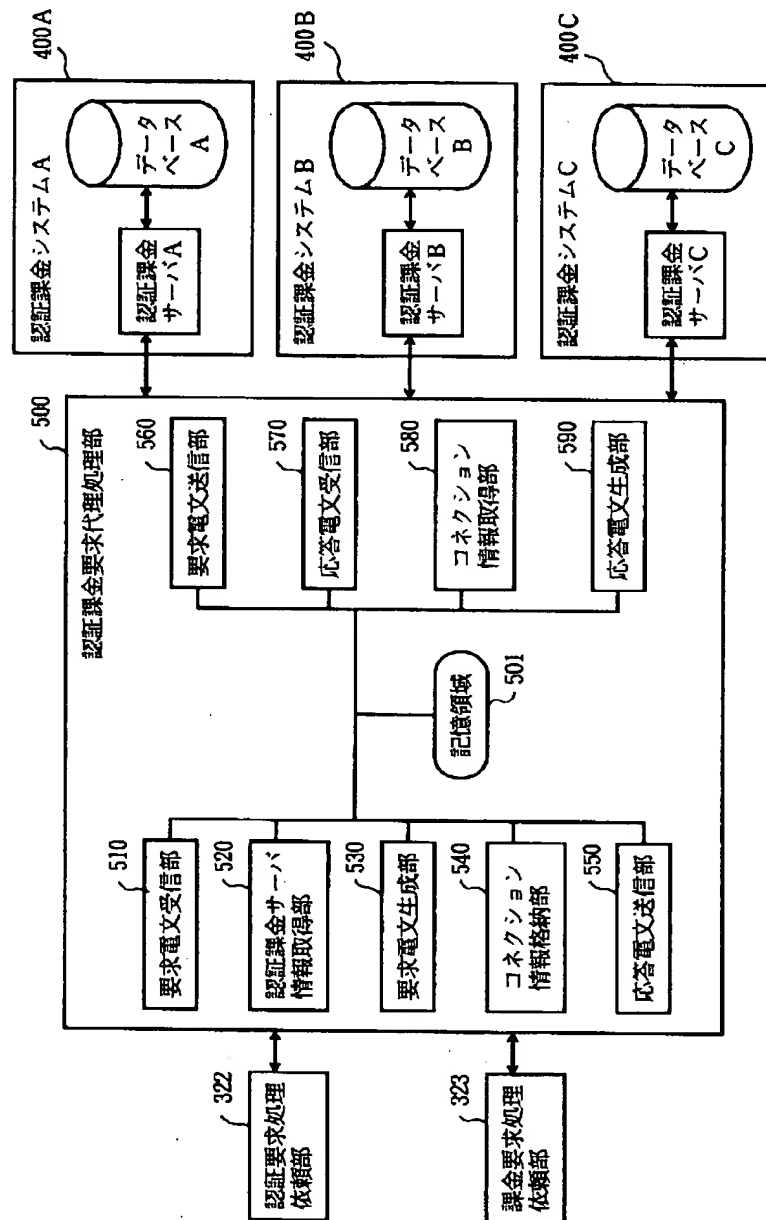 322
認証要求処理
依頼部
323
課金要求処理
依頼部
500
認証課金要求代理処理部
510
要求電文受信部
520
認証課金サーバ
情報取得部
530
要求電文生成部
540
コネクション
情報格納部
550
応答電文送信部
記憶領域
501
560
要求電文送信部
570
応答電文受信部
580
コネクション
情報取得部
590
応答電文生成部
400A
認証課金システムA
認証課金
サーバA
データ
ベース
A
400B
認証課金システムB
認証課金
サーバB
データ
ベース
B
400C
認証課金システムC
認証課金
サーバC
データ
ベース
C